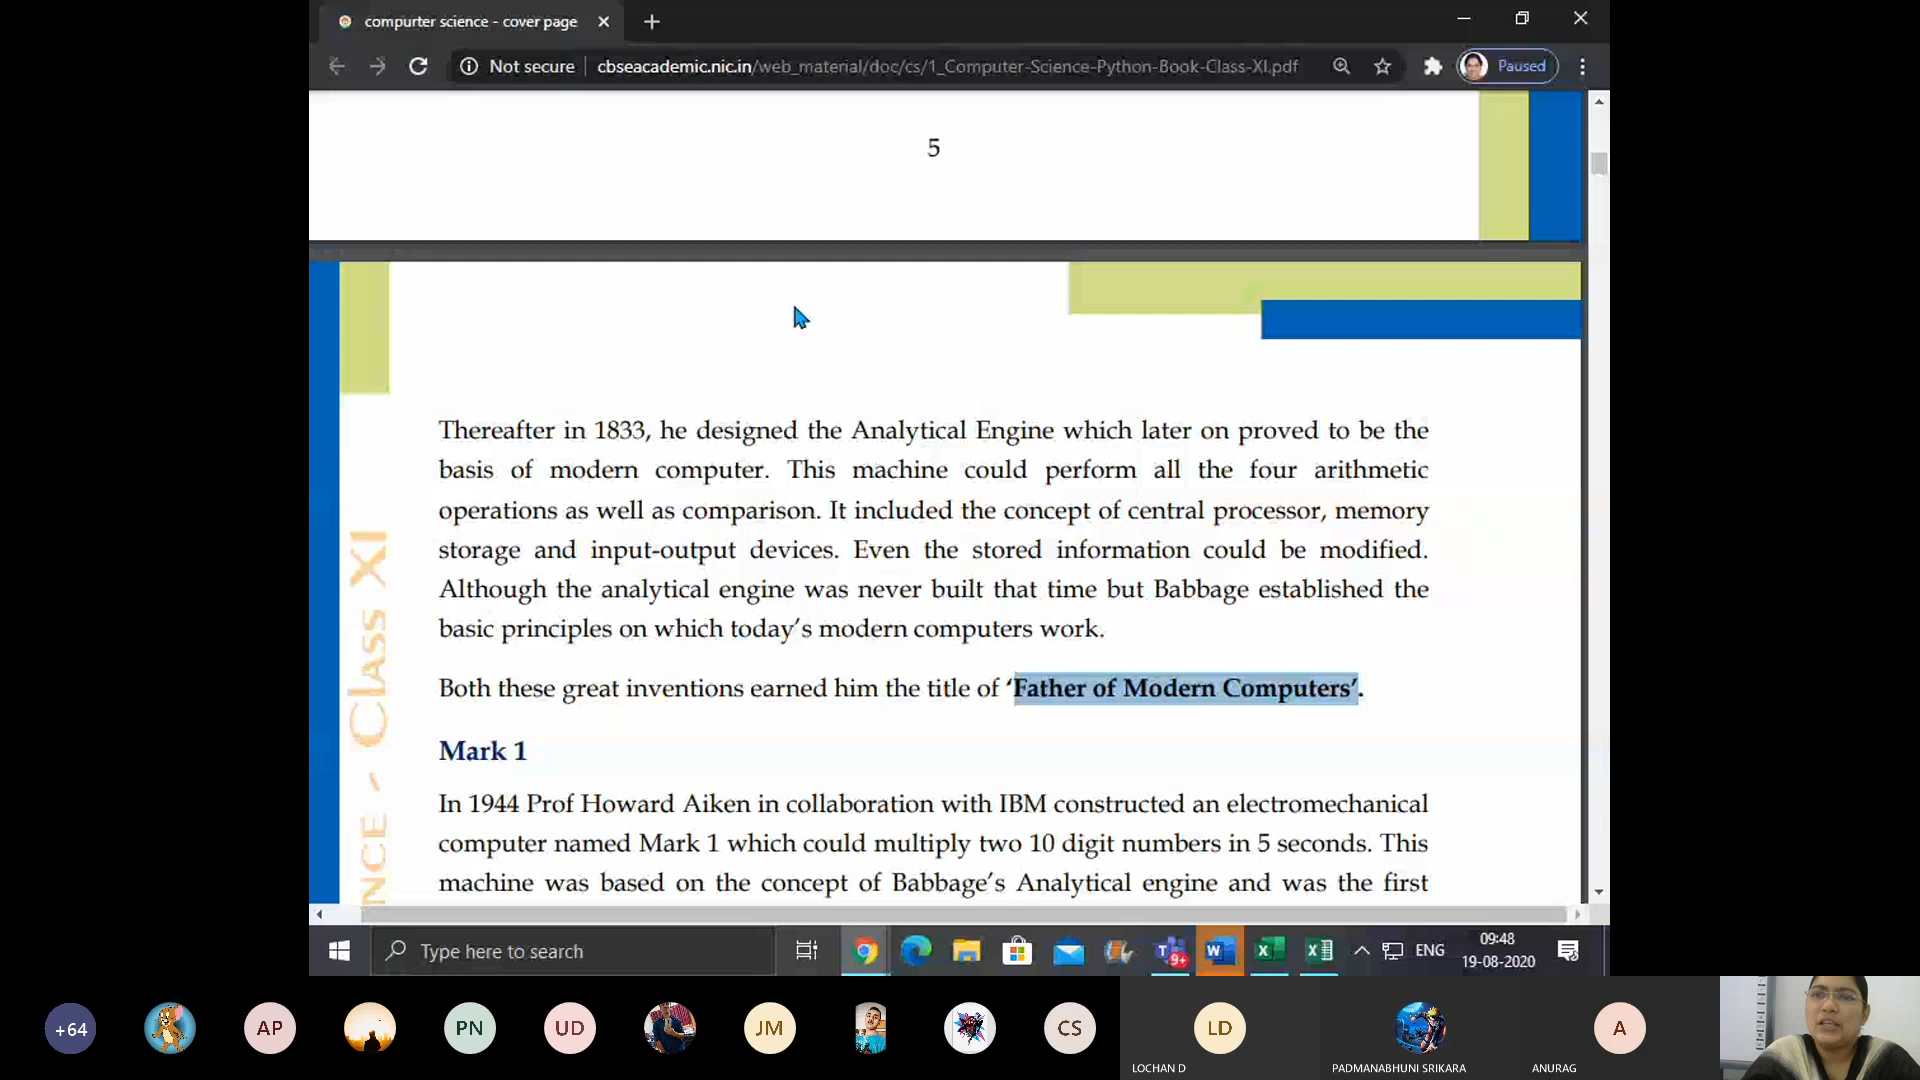 compurter science - cover page
Not secure
cbseacademic.nic.in/web_material/doc/cs/1_Computer-Science-Python-Book-Class-XI.pdf
Paused
5
Thereafter in 1833, he designed the Analytical Engine which later on proved to be the
basis of modern computer. This machine could perform all the four arithmetic
operations as well as comparison. It included the concept of central processor, memory
storage and input-output devices. Even the stored information could be modified.
Although the analytical engine was never built that time but Babbage established the
basic principles on which today's modern computers work.
Both these great inventions earned him the title of ‘Father of Modern Computers’.
Mark 1
In 1944 Prof Howard Aiken in collaboration with IBM constructed an electromechanical
computer named Mark 1 which could multiply two 10 digit numbers in 5 seconds. This
machine was based on the concept of Babbage’s Analytical engine and was the first
NCE - Class XI
Type here to search
9+
ENG
09:48
19-08-2020
+64
AP
PN
UD
JM
CS
LD
A
LOCHAN D
PADMANABHUNI SRIKARA
ANURAG